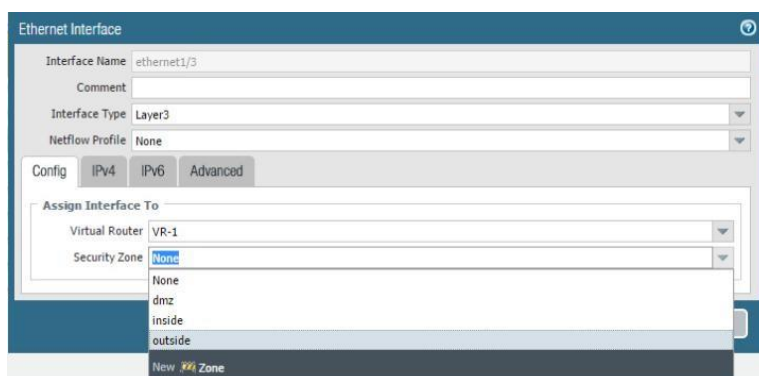 Ethernet Interface
Interface Name ethernet1/3
Comment
Interface Type Layer3
Netflow Profile None
Config IPv4 IPv6 Advanced
Assign Interface To
Virtual Router VR-1
Security Zone None
None
dmz
inside
outside
New Zone